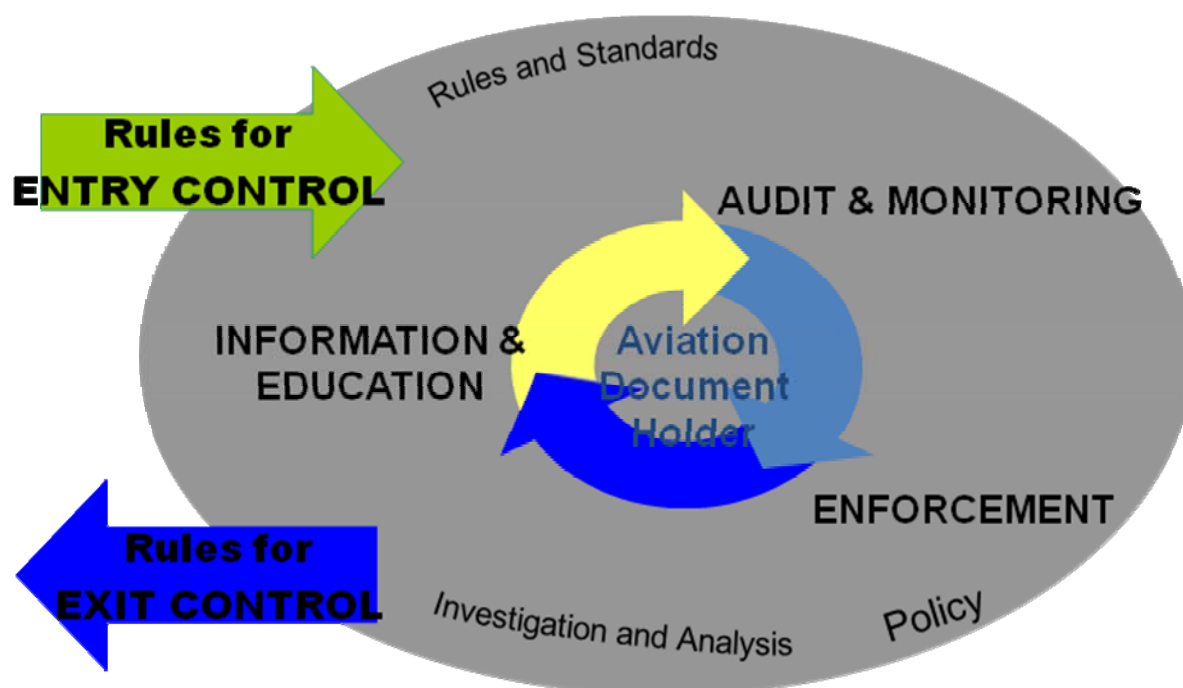 Rules and Standards
Rules for
ENTRY CONTROL
AUDIT & MONITORING
INFORMATION &
EDUCATION
Aviation
Document
Holder
ENFORCEMENT
Rules for
EXIT CONTROL
Investigation and Analysis
Policy